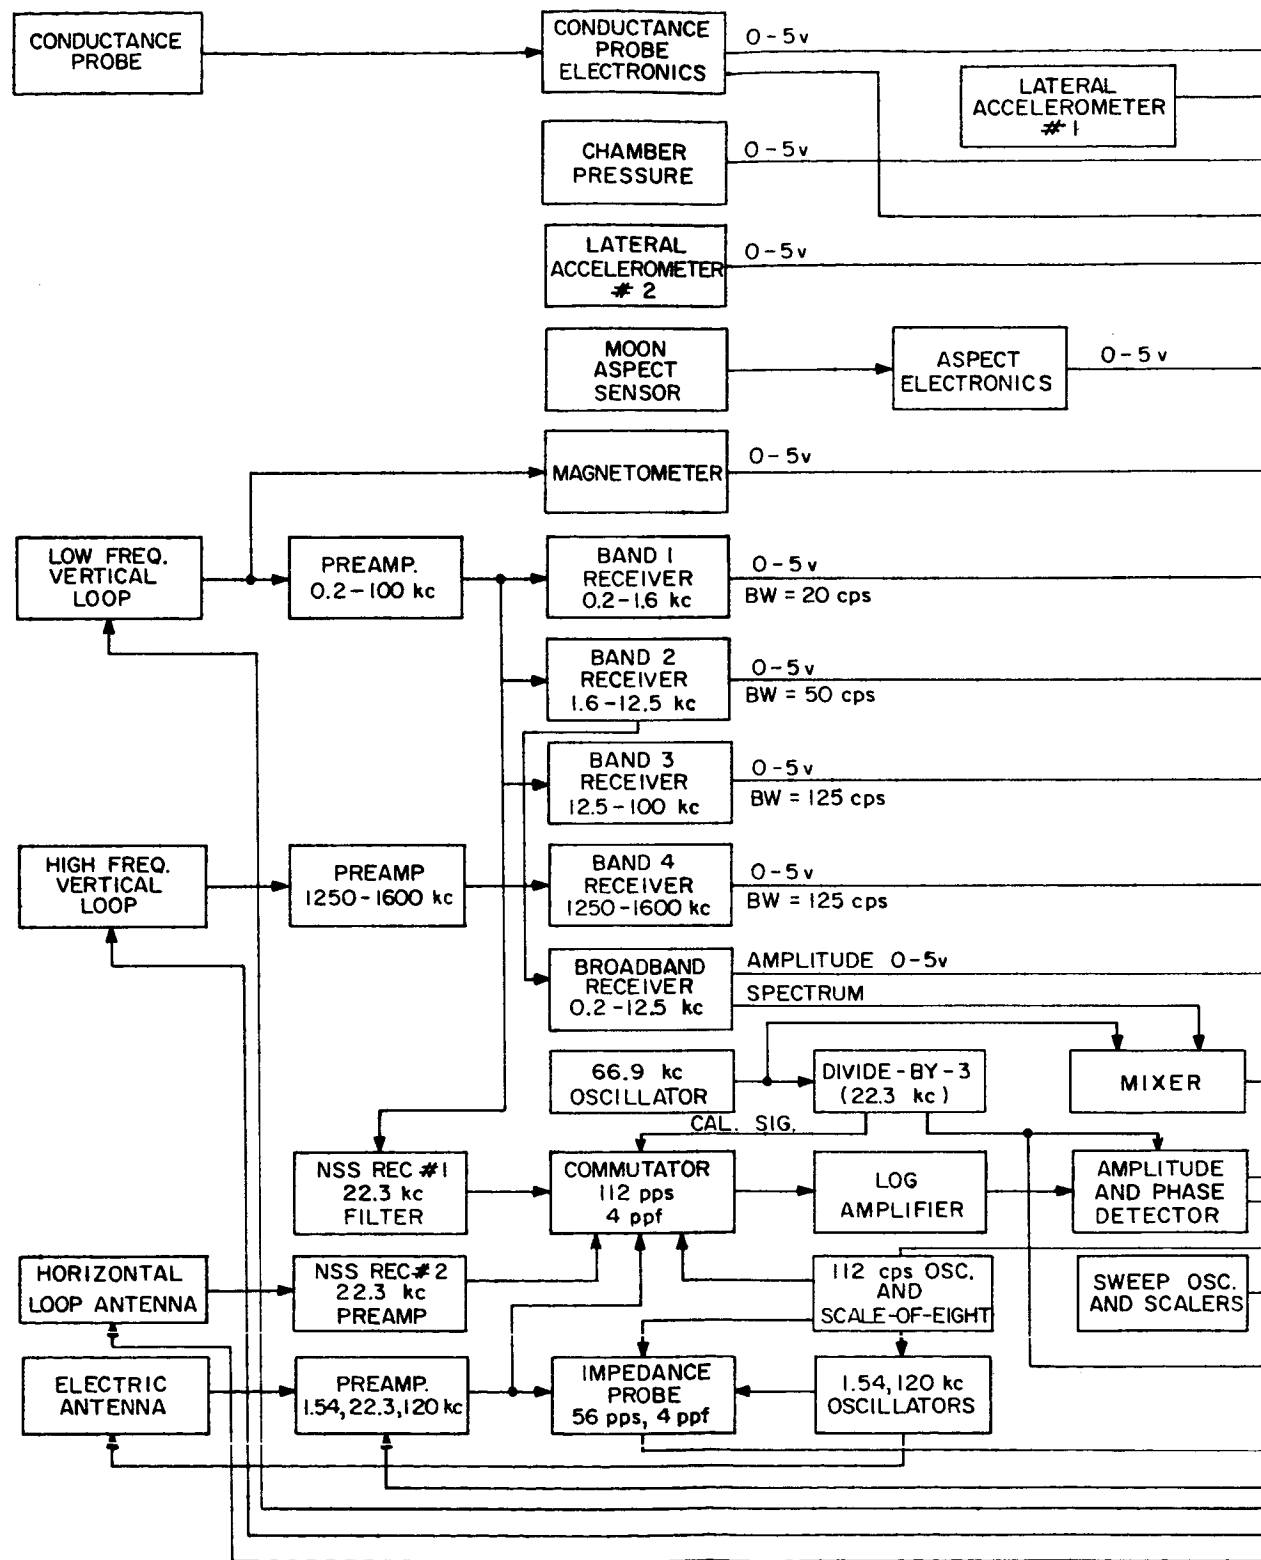 CONDUCTANCE
PROBE
CONDUCTANCE
PROBE
ELECTRONICS
0-5v
LATERAL
ACCELEROMETER
#1
CHAMBER
PRESSURE
0-5v
LATERAL
ACCELEROMETER
# 2
0-5v
MOON
ASPECT
SENSOR
ASPECT
ELECTRONICS
0-5v
MAGNETOMETER
0-5v
LOW FREQ.
VERTICAL
LOOP
PREAMP.
0.2-100 kc
BAND 1
RECEIVER
0.2-1.6 kc
0-5v
BW = 20 cps
BAND 2
RECEIVER
1.6-12.5 kc
0-5v
BW = 50 cps
BAND 3
RECEIVER
12.5-100 kc
0-5v
BW = 125 cps
HIGH FREQ.
VERTICAL
LOOP
PREAMP
1250-1600 kc
BAND 4
RECEIVER
1250-1600 kc
0-5v
BW = 125 cps
BROADBAND
RECEIVER
0.2-12.5 kc
AMPLITUDE 0-5v
SPECTRUM
66.9 kc
OSCILLATOR
DIVIDE-BY-3
(22.3 kc)
MIXER
CAL. SIG.
NSS REC #1
22.3 kc
FILTER
COMMUTATOR
112 pps
4 ppf
LOG
AMPLIFIER
AMPLITUDE
AND PHASE
DETECTOR
HORIZONTAL
LOOP ANTENNA
NSS REC#2
22.3 kc
PREAMP
112 cps OSC.
AND
SCALE-OF-EIGHT
SWEEP OSC.
AND SCALERS
ELECTRIC
ANTENNA
PREAMP.
1.54, 22.3, 120 kc
IMPEDANCE
PROBE
56 pps, 4 ppf
1.54, 120 kc
OSCILLATORS